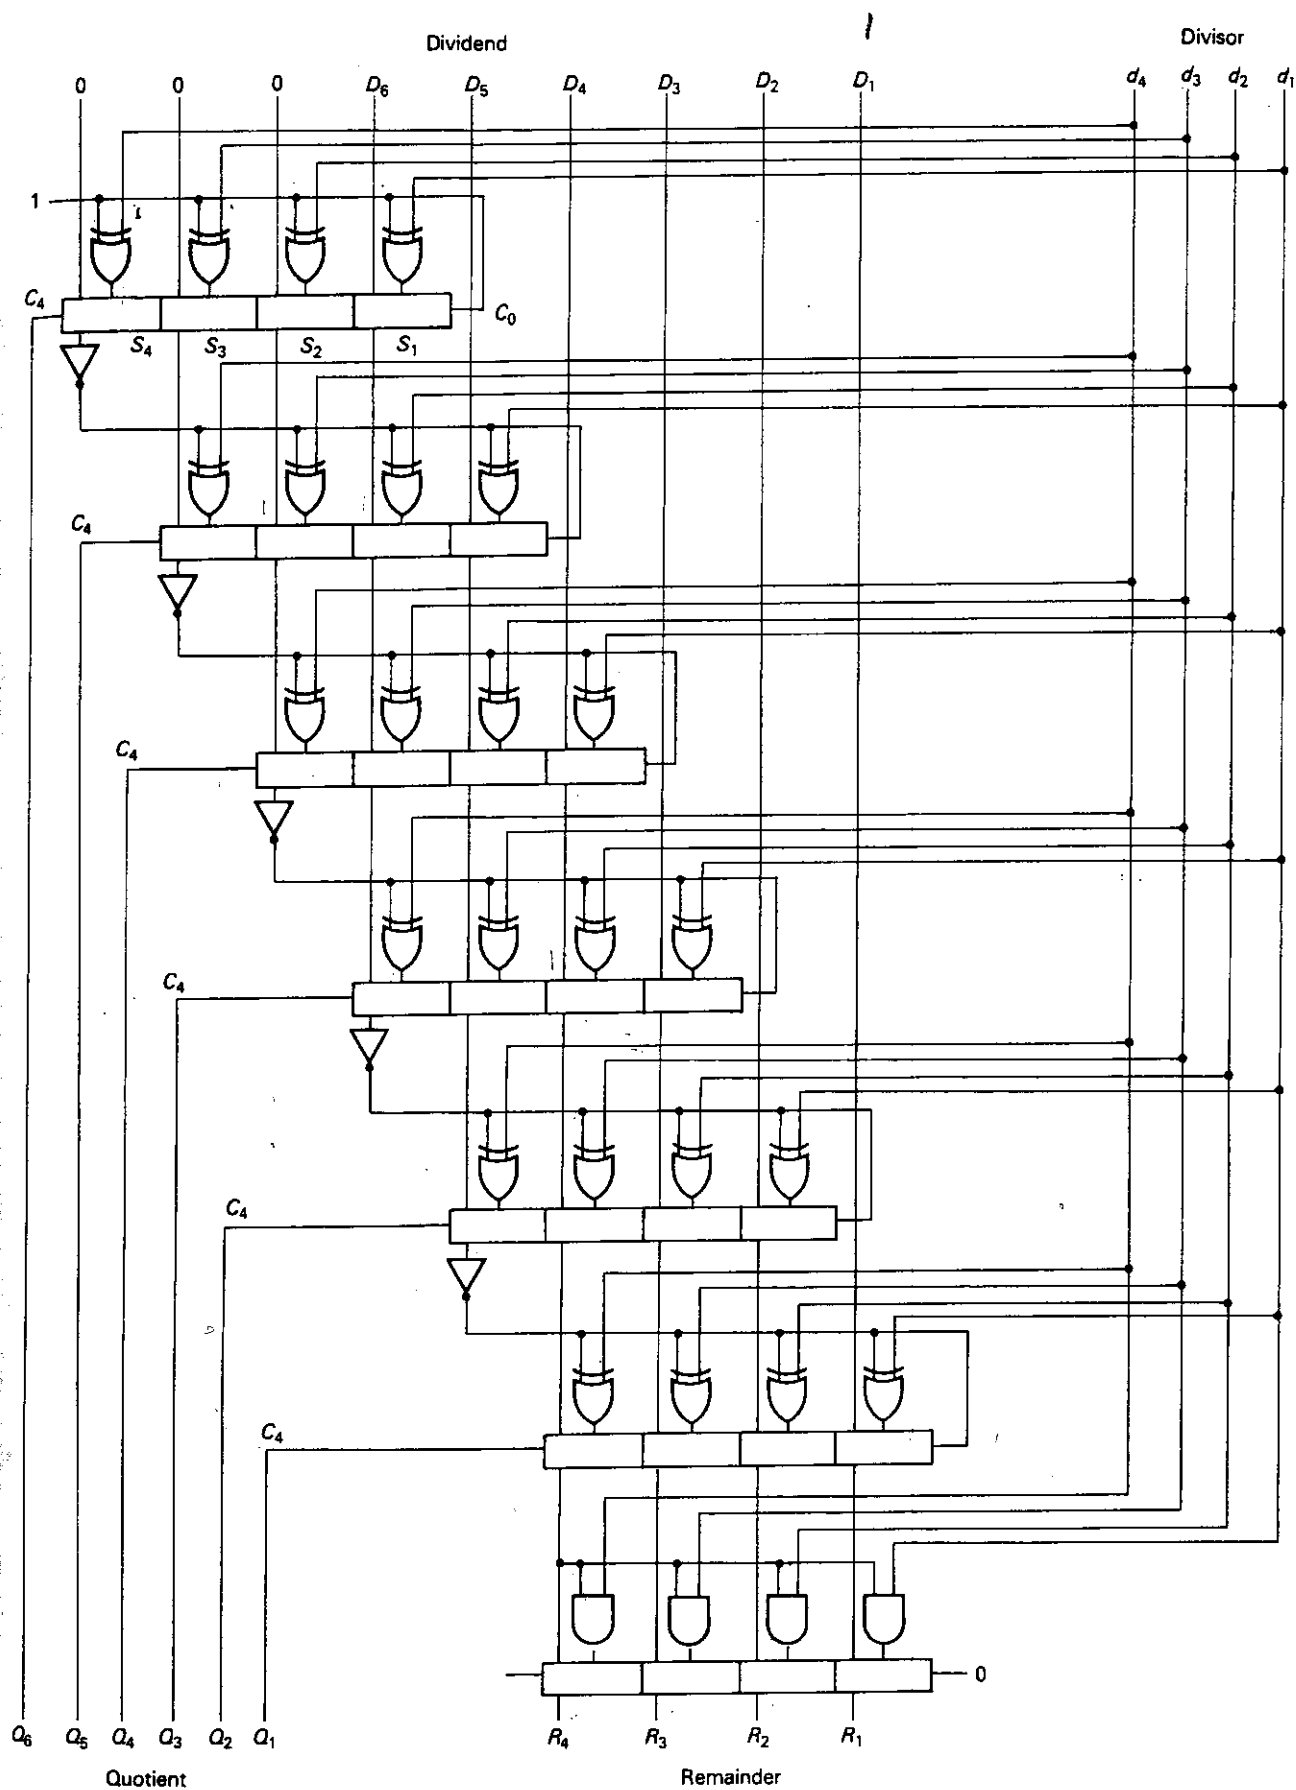 Dividend
Divisor
0 0 0 D6 D5 D4 D3 D2 D1 d4 d3 d2 d1
1
C4
C0
S4 S3 S2 S1
C4
C4
C4
C4
C4
0
Q6 Q5 Q4 Q3 Q2 Q1 R4 R3 R2 R1
Quotient
Remainder